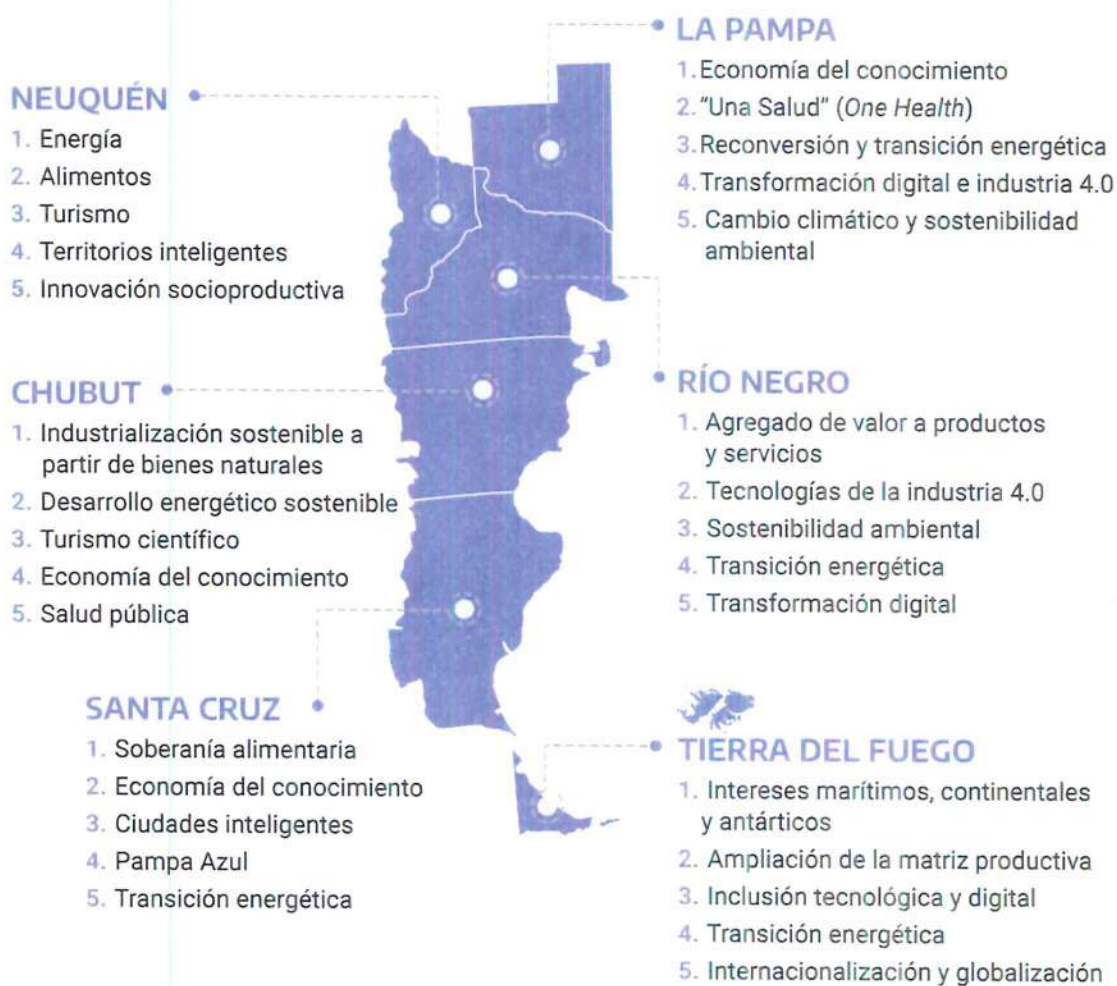 LA PAMPA
1. Economía del conocimiento
2. "Una Salud" (One Health)
3. Reconversión y transición energética
4. Transformación digital e industria 4.0
5. Cambio climático y sostenibilidad
ambiental
NEUQUÉN
1. Energía
2. Alimentos
3. Turismo
4. Territorios inteligentes
5. Innovación socioproductiva
CHUBUT
1. Industrialización sostenible a
partir de bienes naturales
2. Desarrollo energético sostenible
3. Turismo científico
4. Economía del conocimiento
5. Salud pública
RÍO NEGRO
1. Agregado de valor a productos
y servicios
2. Tecnologías de la industria 4.0
3. Sostenibilidad ambiental
4. Transición energética
5. Transformación digital
SANTA CRUZ
1. Soberanía alimentaria
2. Economía del conocimiento
3. Ciudades inteligentes
4. Pampa Azul
5. Transición energética
TIERRA DEL FUEGO
1. Intereses marítimos, continentales
y antárticos
2. Ampliación de la matriz productiva
3. Inclusión tecnológica y digital
4. Transición energética
5. Internacionalización y globalización